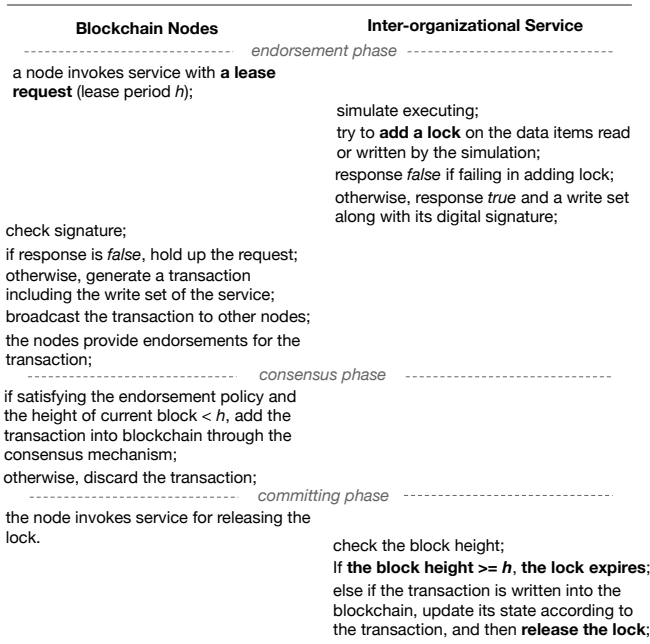 Blockchain Nodes
Inter-organizational Service
endorsement phase
a node invokes service with a lease
request (lease period h);
simulate executing;
try to add a lock on the data items read
or written by the simulation;
response false if failing in adding lock;
otherwise, response true and a write set
along with its digital signature;
check signature;
if response is false, hold up the request;
otherwise, generate a transaction
including the write set of the service;
broadcast the transaction to other nodes;
the nodes provide endorsements for the
transaction;
consensus phase
if satisfying the endorsement policy and
the height of current block < h, add the
transaction into blockchain through the
consensus mechanism;
otherwise, discard the transaction;
committing phase
the node invokes service for releasing the
lock.
check the block height;
If the block height >= h, the lock expires;
else if the transaction is written into the
blockchain, update its state according to
the transaction, and then release the lock;